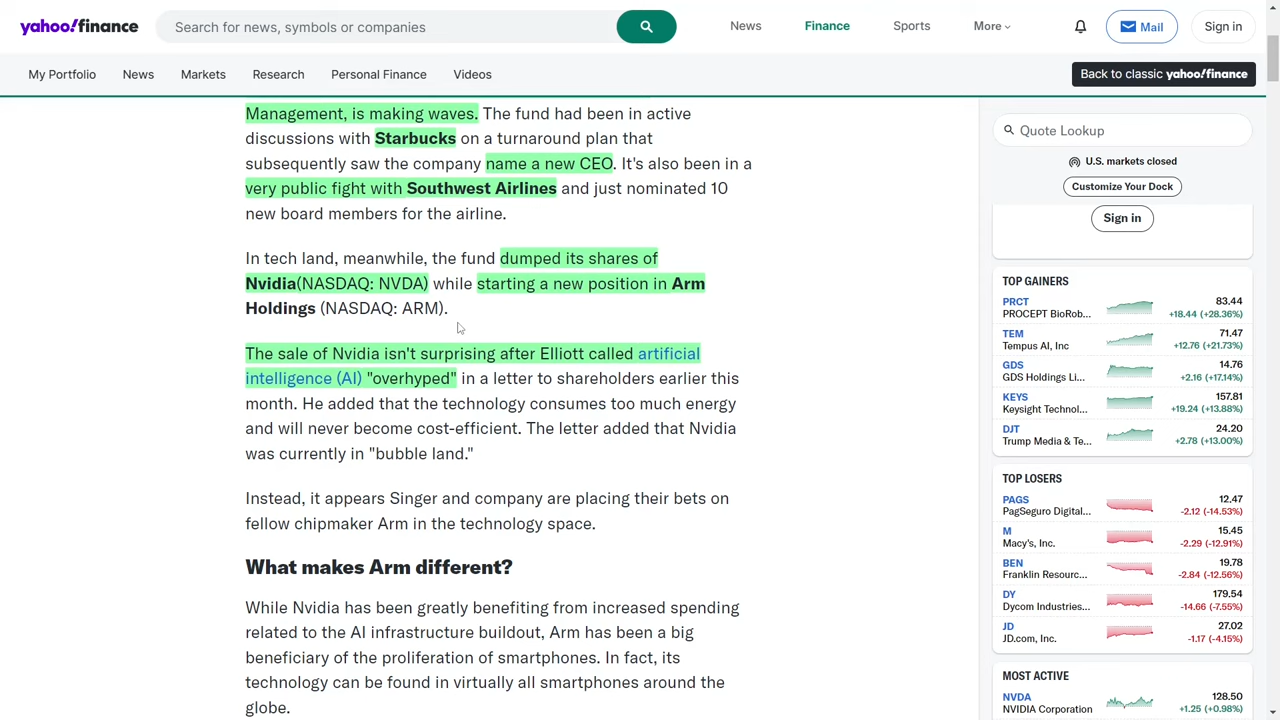 yahoo!finance
Search for news, symbols or companies
News
Finance
Sports
More
Mail
Sign in
My Portfolio
News
Markets
Research
Personal Finance
Videos
Back to classic yahoo!finance
Management, is making waves. The fund had been in active
discussions with Starbucks on a turnaround plan that
subsequently saw the company name a new CEO. It's also been in a
very public fight with Southwest Airlines and just nominated 10
new board members for the airline.
In tech land, meanwhile, the fund dumped its shares of
Nvidia(NASDAQ: NVDA) while starting a new position in Arm
Holdings (NASDAQ: ARM).
The sale of Nvidia isn't surprising after Elliott called artificial
intelligence (AI) "overhyped" in a letter to shareholders earlier this
month. He added that the technology consumes too much energy
and will never become cost-efficient. The letter added that Nvidia
was currently in "bubble land."
Instead, it appears Singer and company are placing their bets on
fellow chipmaker Arm in the technology space.
What makes Arm different?
While Nvidia has been greatly benefiting from increased spending
related to the AI infrastructure buildout, Arm has been a big
beneficiary of the proliferation of smartphones. In fact, its
technology can be found in virtually all smartphones around the
globe.
Quote Lookup
U.S. markets closed
Customize Your Dock
Sign in
TOP GAINERS
PRCT 83.44
PROCEPT BioRob... +18.44 (+28.36%)
TEM 71.47
Tempus AI, Inc +12.76 (+21.73%)
GDS 14.76
GDS Holdings Li... +2.16 (+17.14%)
KEYS 157.81
Keysight Technol... +19.24 (+13.88%)
DJT 24.20
Trump Media & Te... +2.78 (+13.00%)
TOP LOSERS
PAGS 12.47
PagSeguro Digital... -2.12 (-14.53%)
M 15.45
Macy's, Inc. -2.29 (-12.91%)
BEN 19.78
Franklin Resourc... -2.84 (-12.56%)
DY 179.54
Dycom Industries... -14.66 (-7.55%)
JD 27.02
JD.com, Inc. -1.17 (-4.15%)
MOST ACTIVE
NVDA 128.50
NVIDIA Corporation +1.25 (+0.98%)